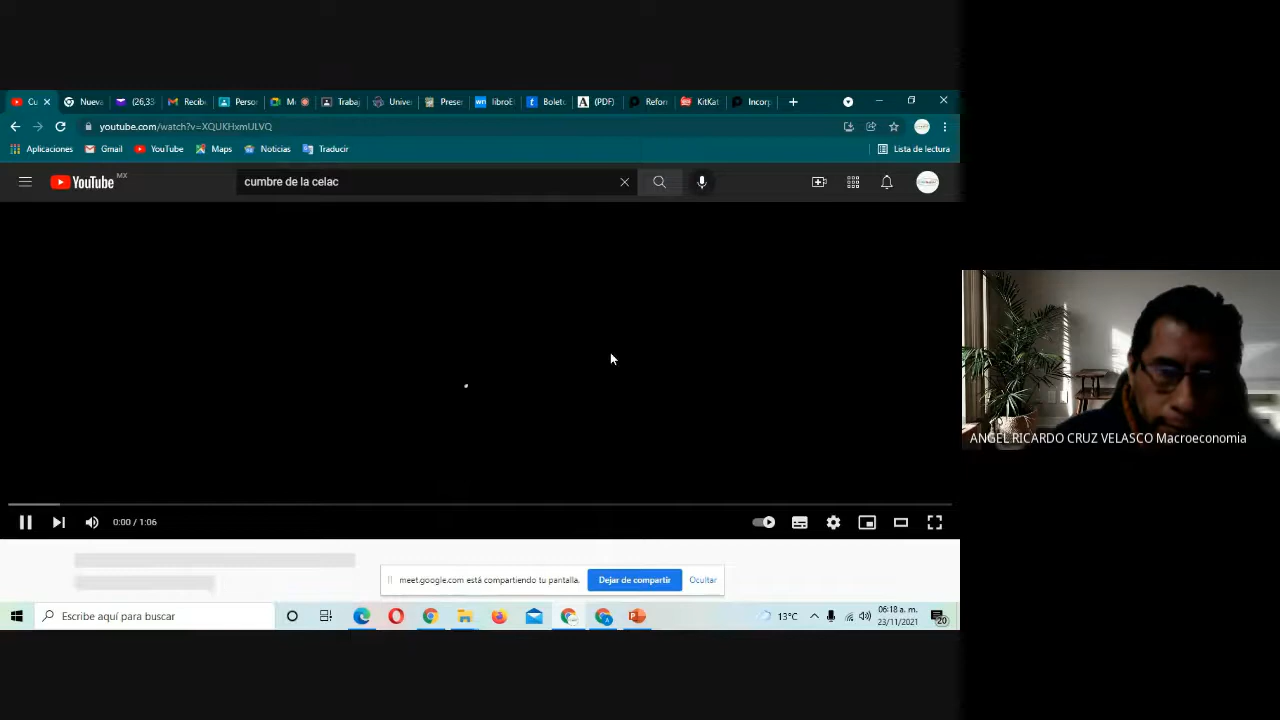 Cu
Nueva
(26,33
Recib
Perso
M
Trabaj
Univer
Preser
libroE
Boleto
(PDF)
Refor
KitKat
Incorp
youtube.com/watch?v=XQUKHxmULVQ
Aplicaciones
Gmail
YouTube
Maps
Noticias
Traducir
Lista de lectura
YouTube MX
cumbre de la celac
ANGEL RICARDO CRUZ VELASCO Macroeconomia
0:00 / 1:06
meet.google.com está compartiendo tu pantalla.
Dejar de compartir
Ocultar
Escribe aquí para buscar
13°C
06:18 a. m.
23/11/2021
20